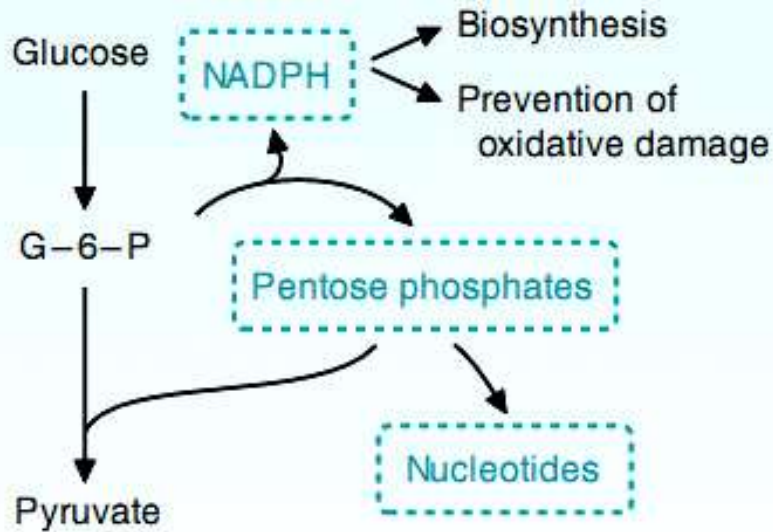 Glucose
NADPH
Biosynthesis
Prevention of
oxidative damage
G–6–P
Pentose phosphates
Nucleotides
Pyruvate